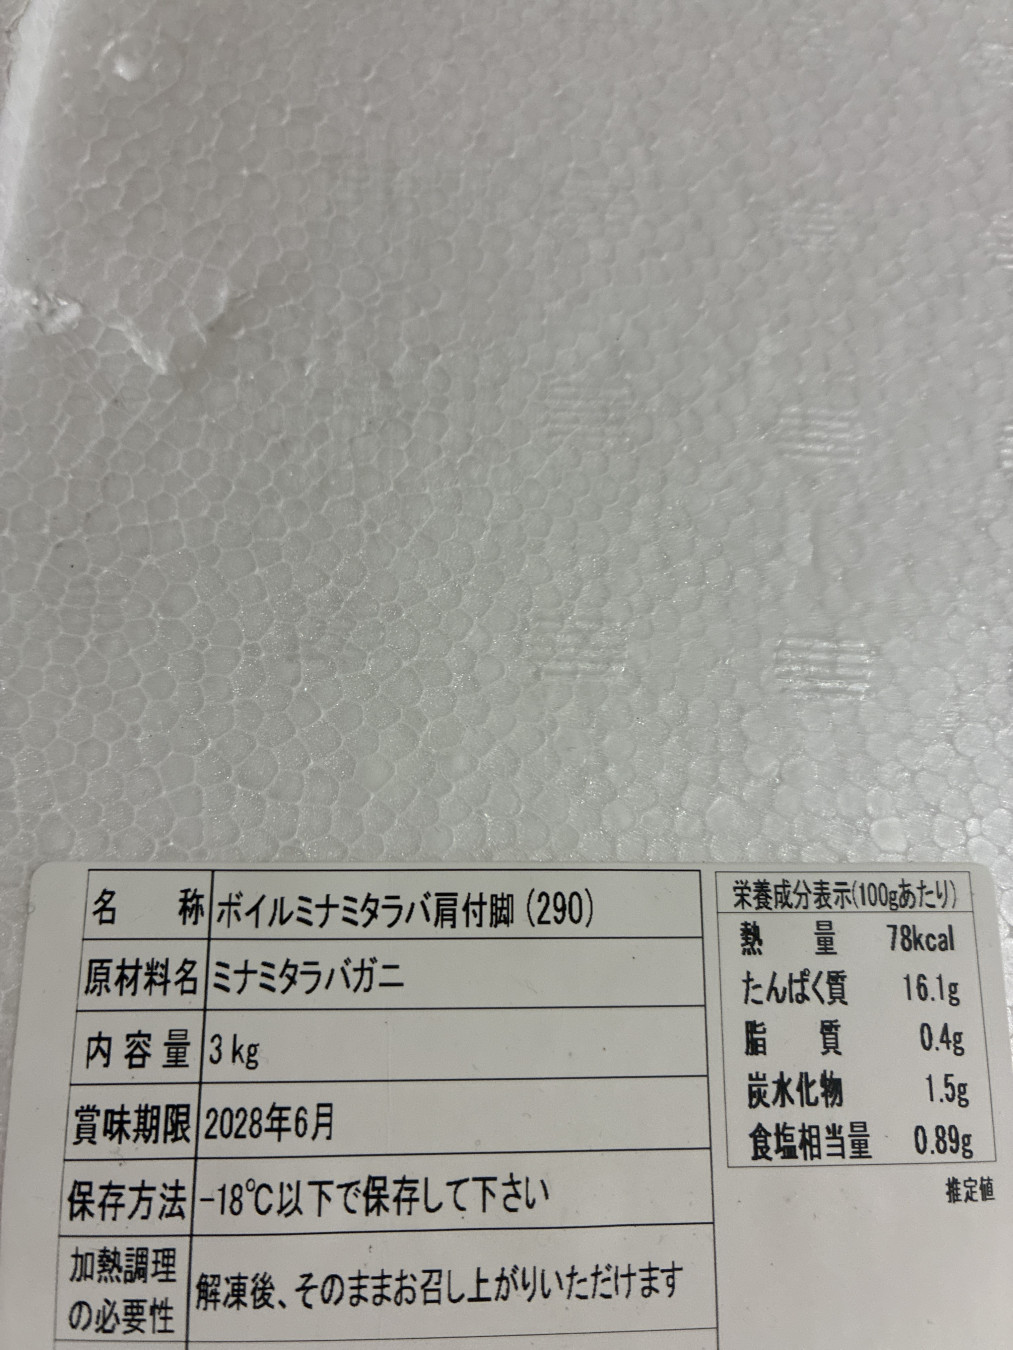 名 称 ボイルミナミタラバ肩付脚（290）
原材料名 ミナミタラバガニ
内容量 3kg
賞味期限 2028年6月
保存方法 -18℃以下で保存して下さい
加熱調理
の必要性 解凍後、そのままお召し上がりいただけます
栄養成分表示(100gあたり)
熱 量 78kcal
たんぱく質 16.1g
脂 質 0.4g
炭水化物 1.5g
食塩相当量 0.89g
推定値